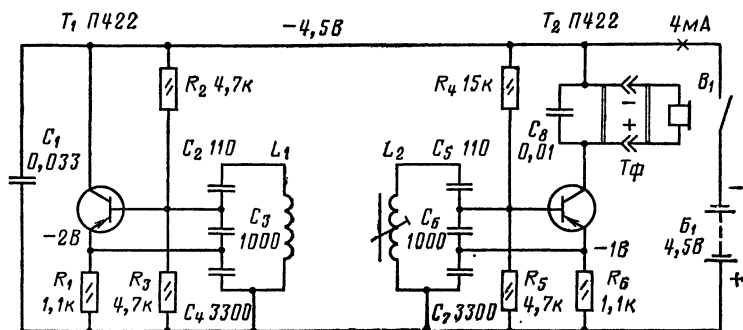 T₁ П422
−4,5В
T₂ П422
4мА
R₂ 4,7к
R₄ 15к
В₁
−
+
C₈
0,01
Тф
C₁
0,033
C₂ 110
L₁
L₂
C₅ 110
C₃
1000
C₆
1000
−2В
−1В
Б₁
4,5В
−
+
R₁
1,1к
R₃
4,7к
C₄ 3300
C₇ 3300
R₅
4,7к
R₆
1,1к